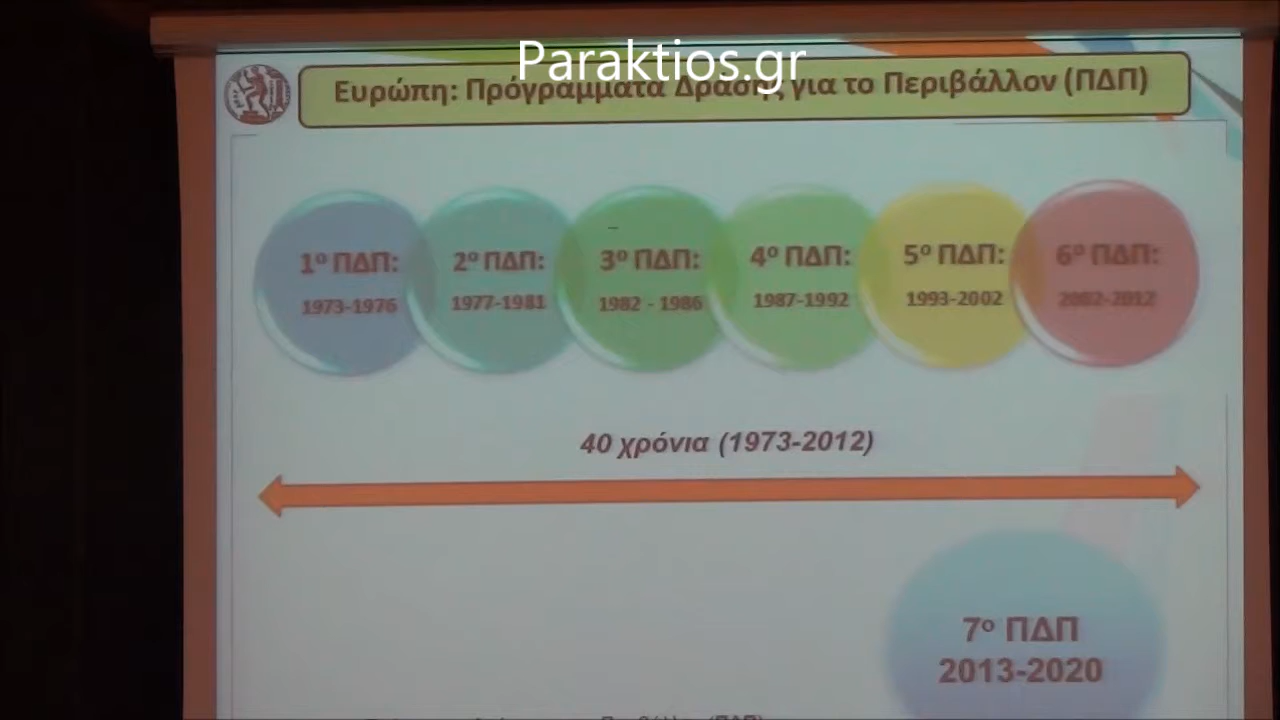 Paraktios.gr
Ευρώπη: Προγράμματα Δράσης για το Περιβάλλον (ΠΔΠ)
1ο ΠΔΠ:
1973-1976
2ο ΠΔΠ:
1977-1981
3ο ΠΔΠ:
1982 - 1986
4ο ΠΔΠ:
1987-1992
5ο ΠΔΠ:
1993-2002
6ο ΠΔΠ:
2002-2012
40 χρόνια (1973-2012)
7ο ΠΔΠ
2013-2020